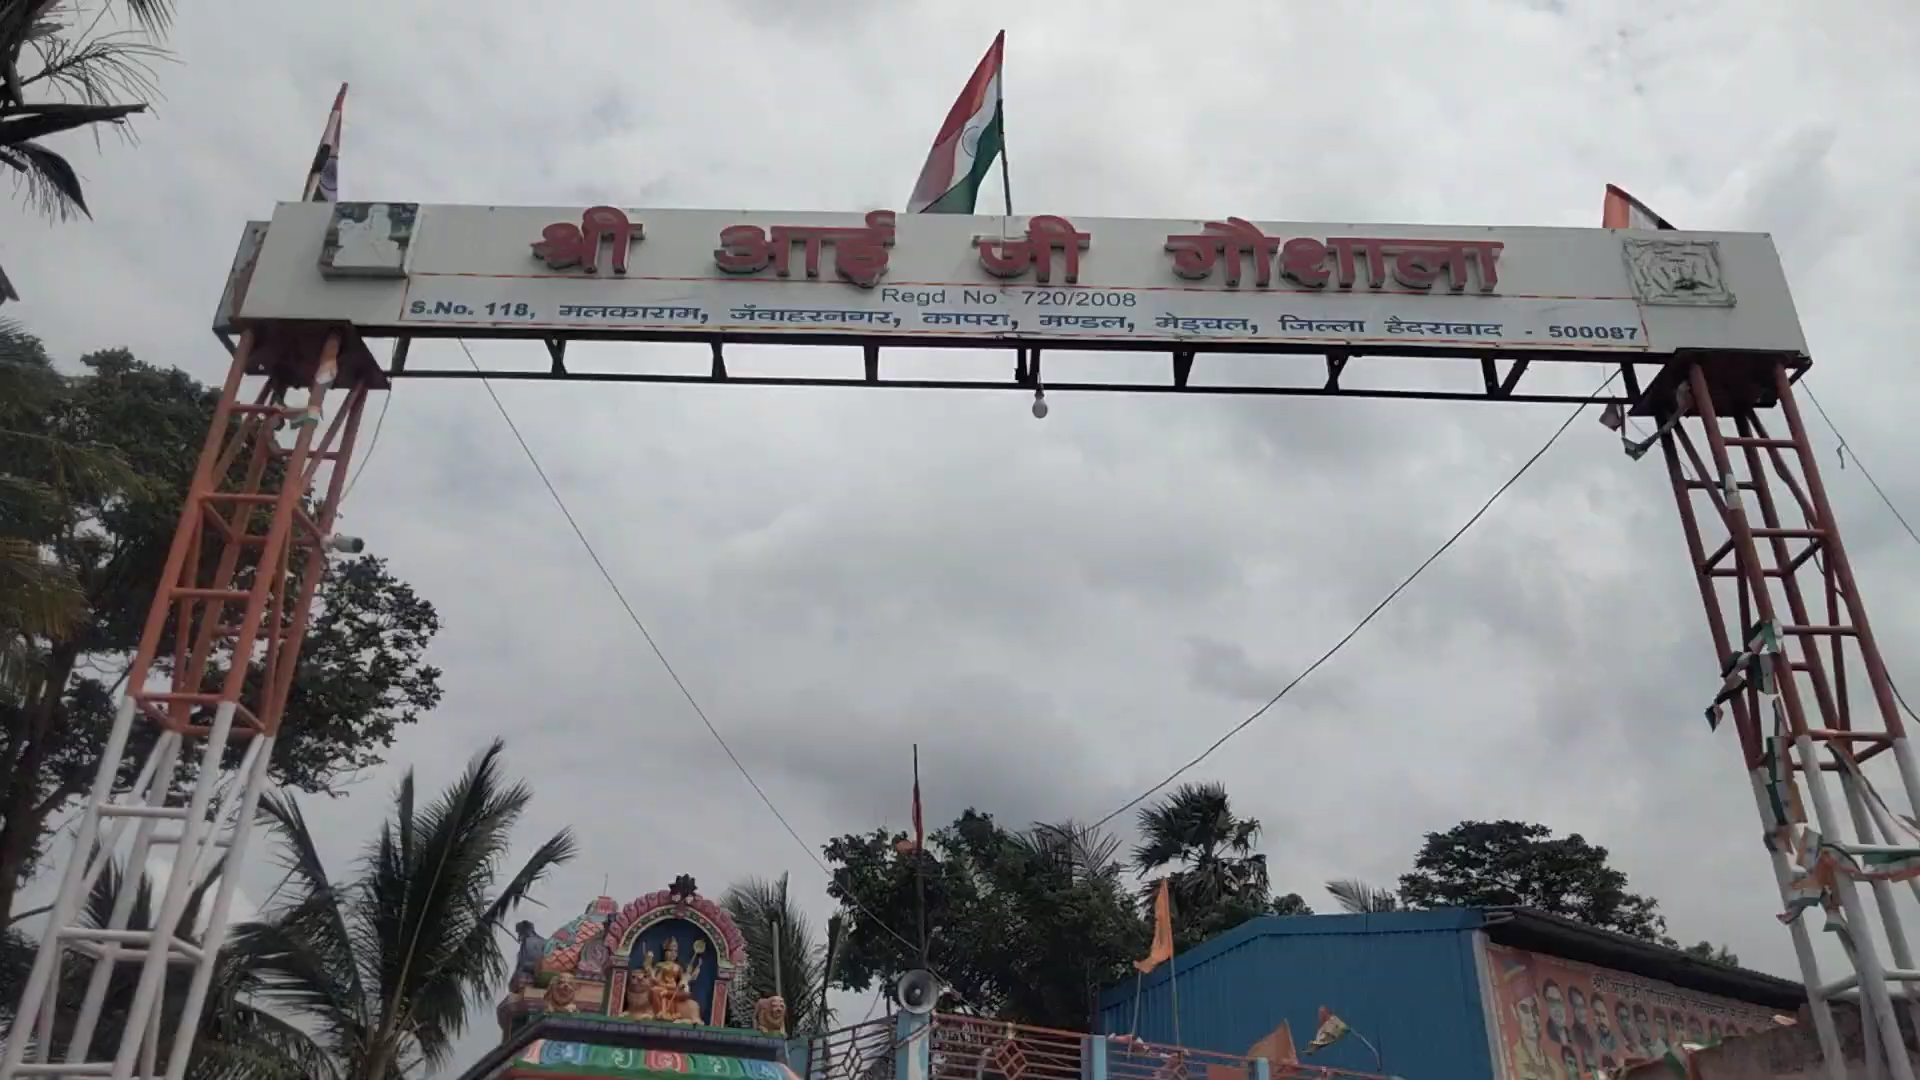 श्री आई जी गौशाला
Regd. No. 720/2008
S.No. 118, मलकाराम, जॅवाहरनगर, कापरा, मण्डल, मेड्चल, जिल्ला हैदराबाद - 500087